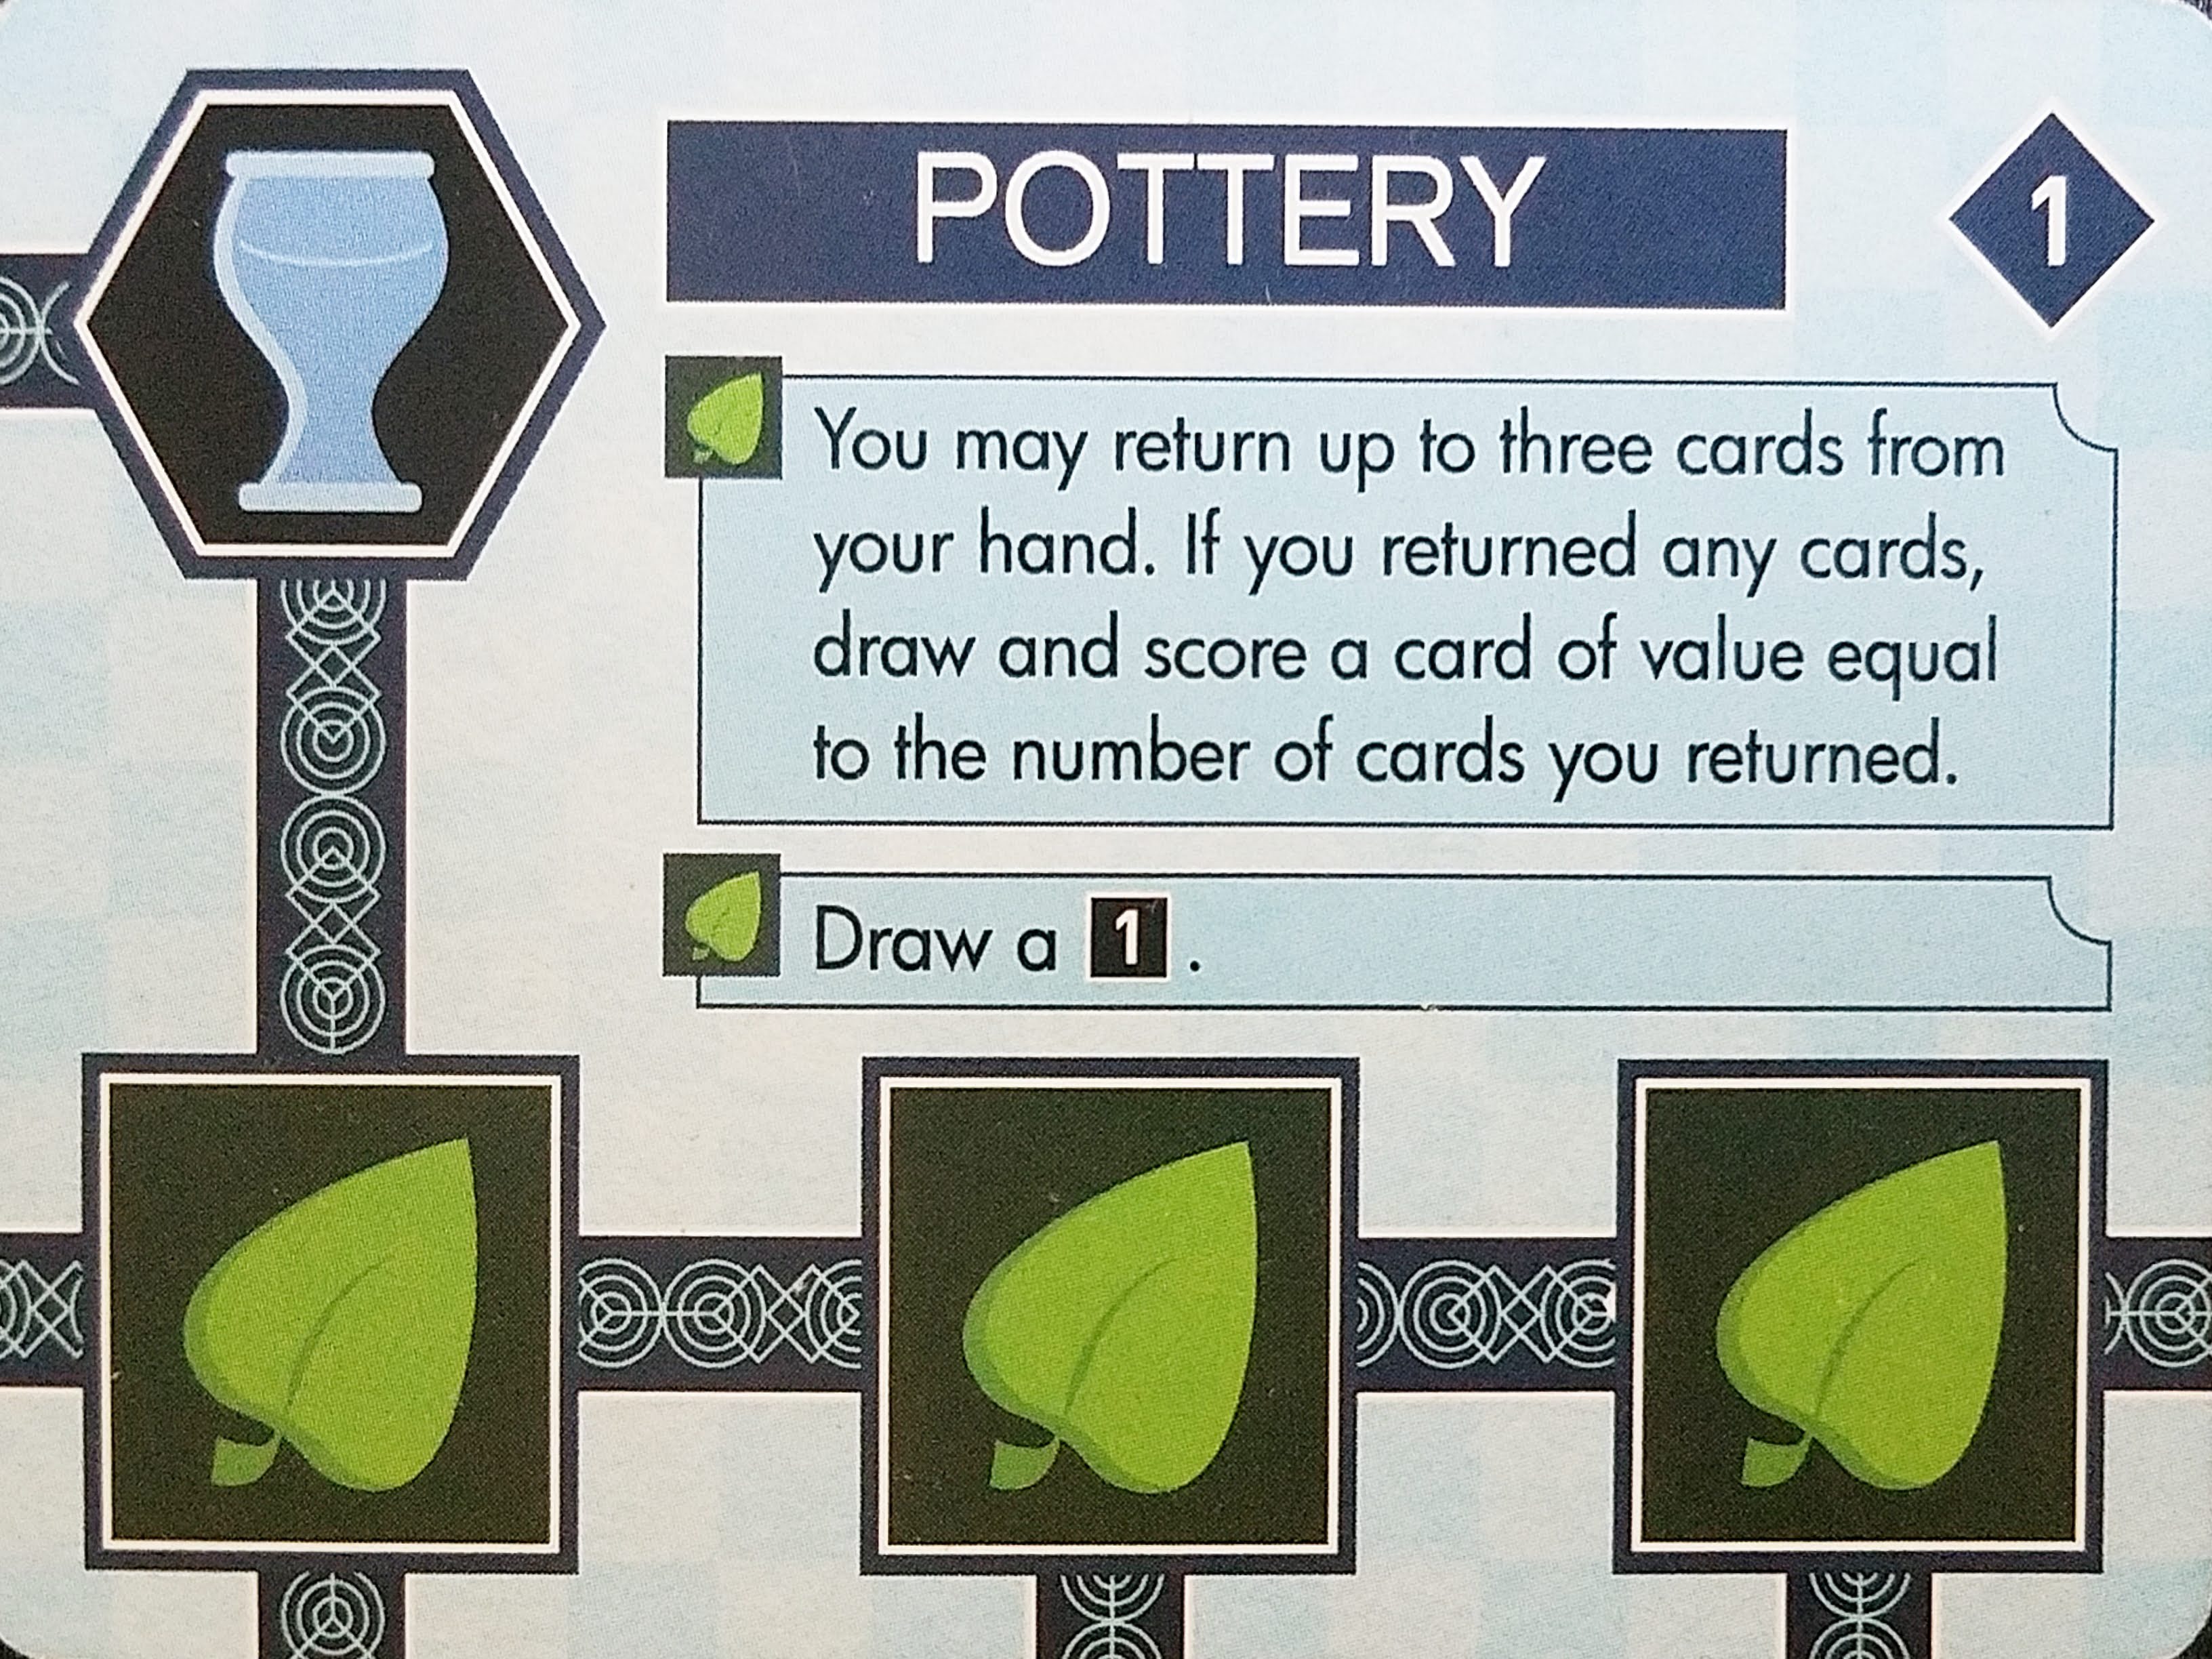 POTTERY
1
You may return up to three cards from
your hand. If you returned any cards,
draw and score a card of value equal
to the number of cards you returned.
Draw a 1 .